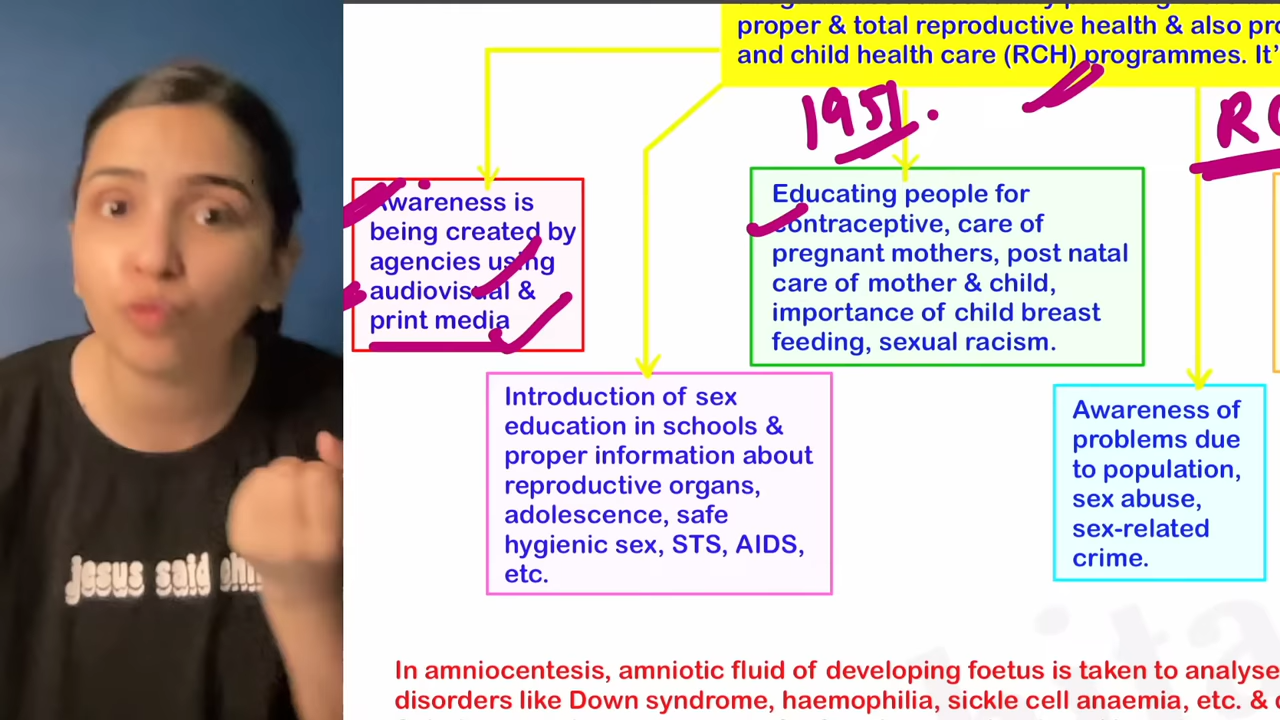 proper & total reproductive health & also
and child health care (RCH) programmes. It'
1951.
Awareness is
being created by
agencies using
audiovisual &
print media
Educating people for
contraceptive, care of
pregnant mothers, post natal
care of mother & child,
importance of child breast
feeding, sexual racism.
Introduction of sex
education in schools &
proper information about
reproductive organs,
adolescence, safe
hygienic sex, STS, AIDS,
etc.
Awareness of
problems due
to population,
sex abuse,
sex-related
crime.
jesus said
In amniocentesis, amniotic fluid of developing foetus is taken to analyse
disorders like Down syndrome, haemophilia, sickle cell anaemia, etc. &